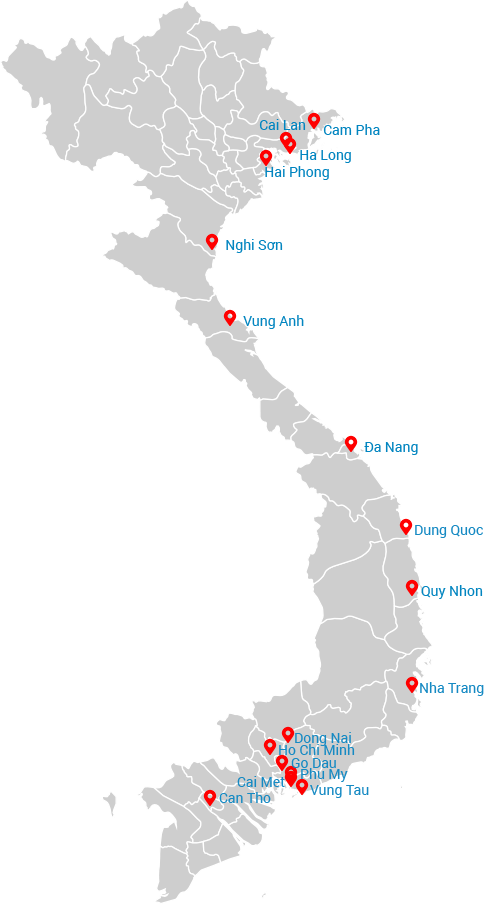 Cai Lan
Cam Pha
Ha Long
Hai Phong
Nghi Sơn
Vung Anh
Đa Nang
Dung Quoc
Quy Nhon
Nha Trang
Dong Nai
Ho Chi Minh
Go Dau
Phu My
Cai Met
Vung Tau
Can Tho